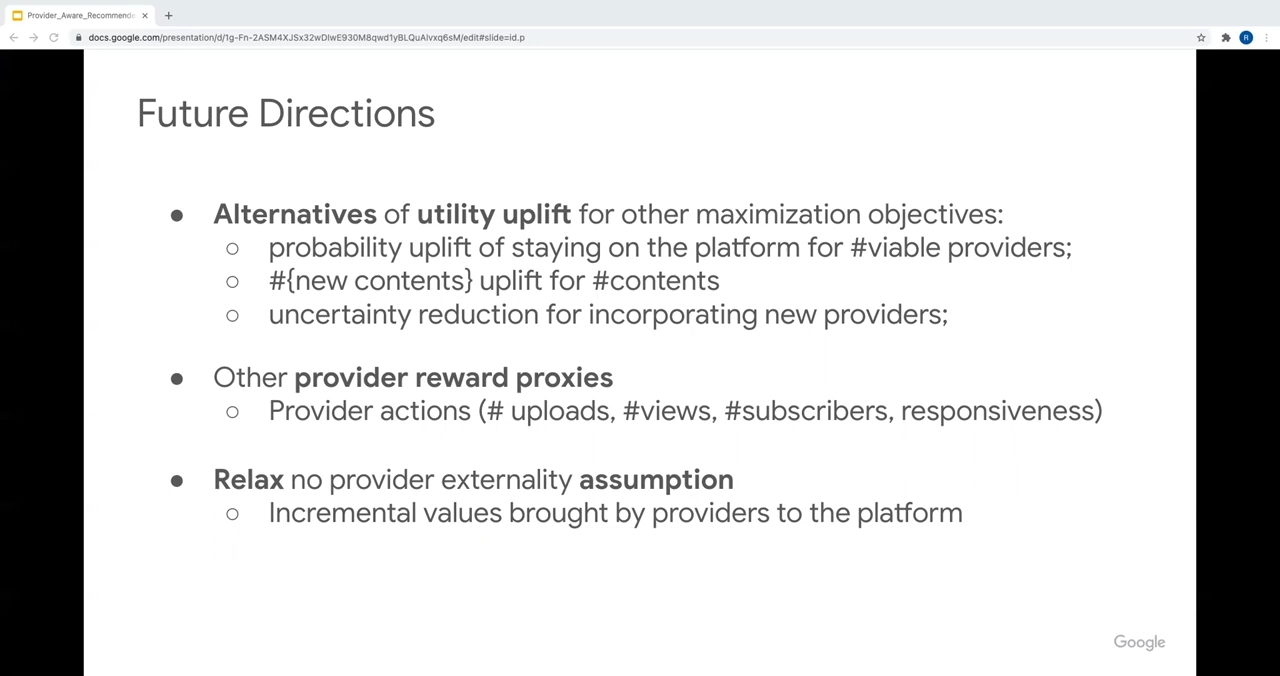 Provider_Aware_Recommende
docs.google.com/presentation/d/1g-Fn-2ASM4XJSx32wDlwE930M8qwd1yBLQuAlvxq6sM/edit#slide=id.p
R
Future Directions
● Alternatives of utility uplift for other maximization objectives:
○ probability uplift of staying on the platform for #viable providers;
○ #{new contents} uplift for #contents
○ uncertainty reduction for incorporating new providers;
● Other provider reward proxies
○ Provider actions (# uploads, #views, #subscribers, responsiveness)
● Relax no provider externality assumption
○ Incremental values brought by providers to the platform
Google